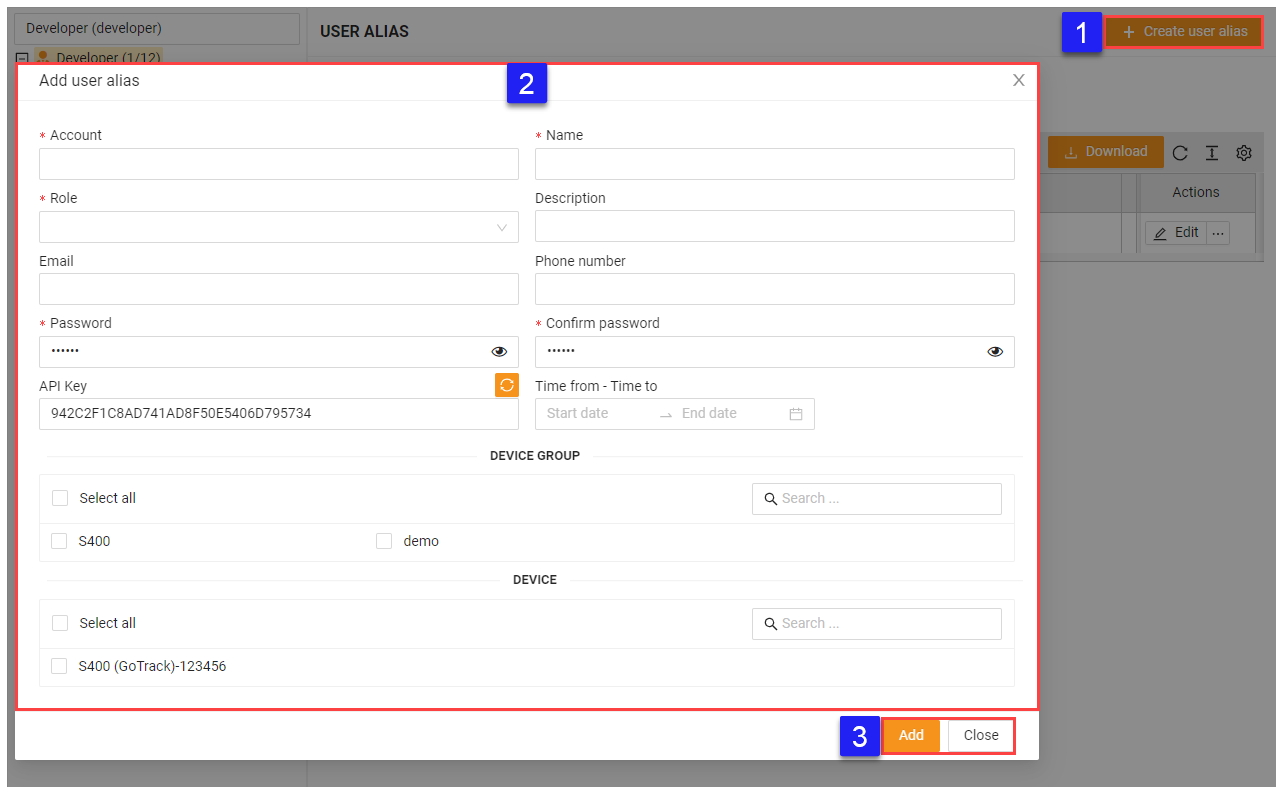 Developer (developer)
USER ALIAS
1
Create user alias
Developer (1/12)
Add user alias
2
* Account
* Name
Download
* Role
Description
Actions
Edit
Email
Phone number
* Password
* Confirm password
••••••
••••••
API Key
Time from - Time to
942C2F1C8AD741AD8F50E5406D795734
Start date
End date
DEVICE GROUP
Select all
Search ...
S400
demo
DEVICE
Select all
Search ...
S400 (GoTrack)-123456
3
Add
Close